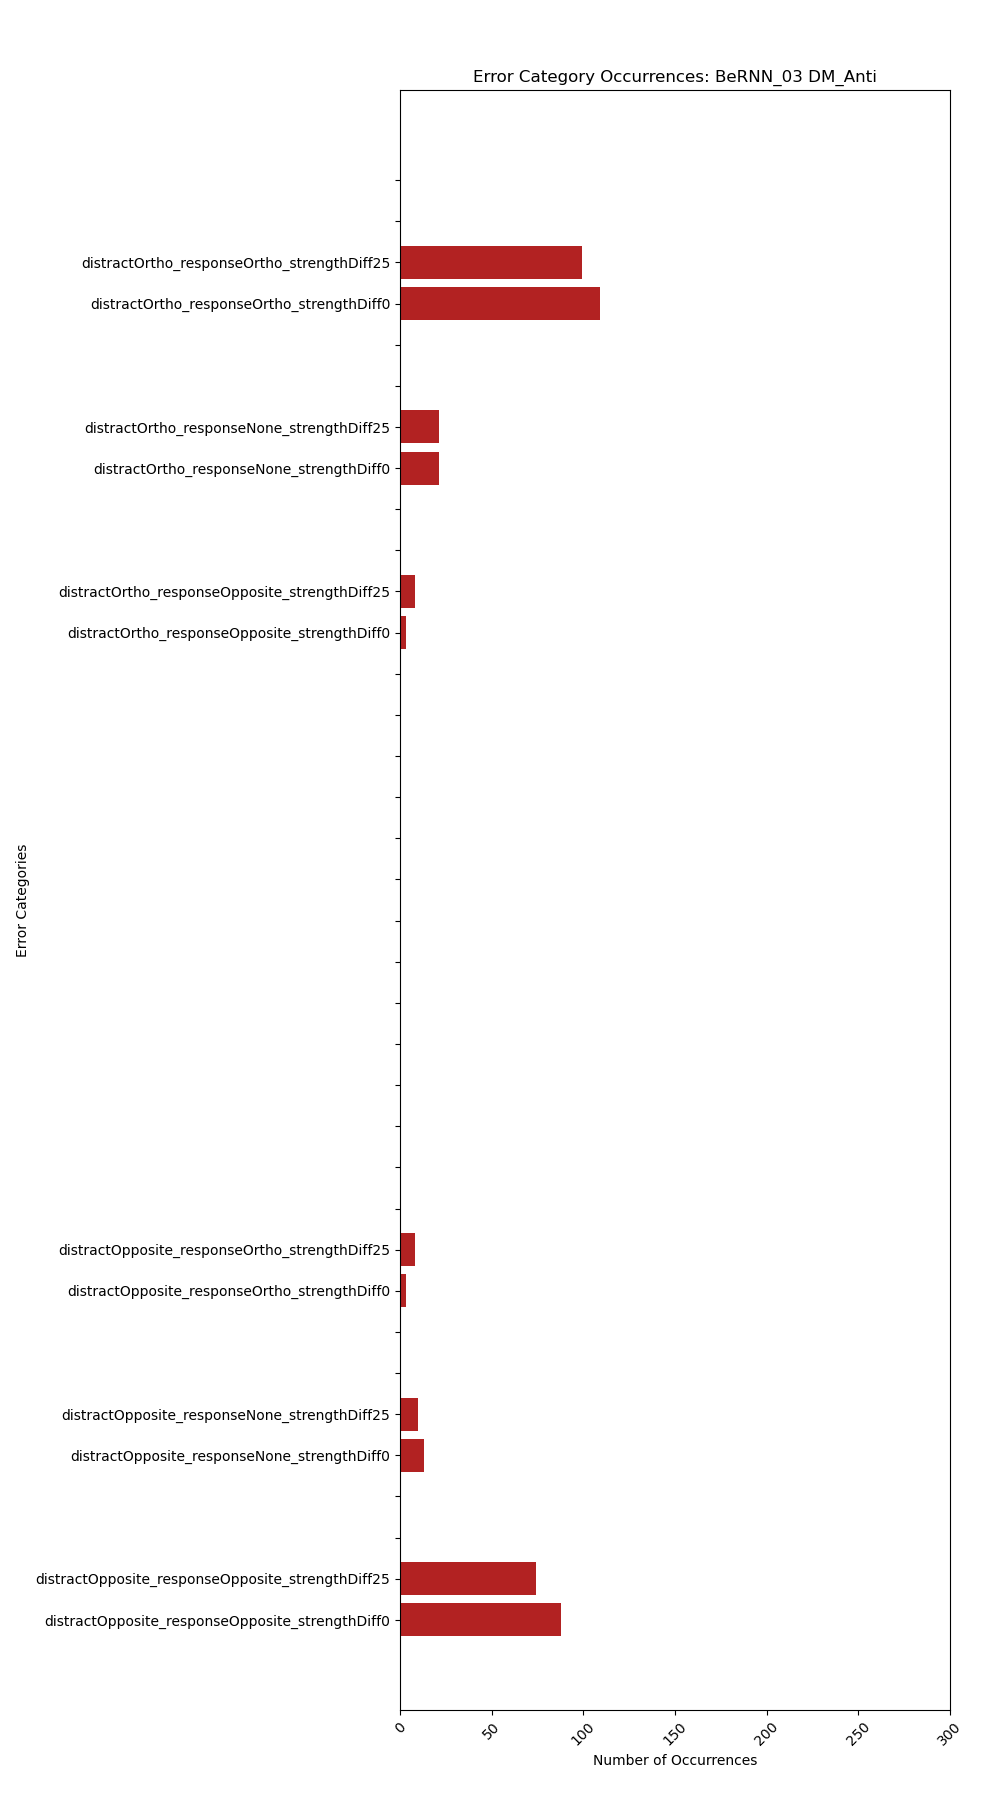 Error Category Occurrences: BeRNN_03 DM_Anti
distractOrtho_responseOrtho_strengthDiff25
distractOrtho_responseOrtho_strengthDiff0
distractOrtho_responseNone_strengthDiff25
distractOrtho_responseNone_strengthDiff0
distractOrtho_responseOpposite_strengthDiff25
distractOrtho_responseOpposite_strengthDiff0
Error Categories
distractOpposite_responseOrtho_strengthDiff25
distractOpposite_responseOrtho_strengthDiff0
distractOpposite_responseNone_strengthDiff25
distractOpposite_responseNone_strengthDiff0
distractOpposite_responseOpposite_strengthDiff25
distractOpposite_responseOpposite_strengthDiff0
0 50 100 150 200 250 300
Number of Occurrences